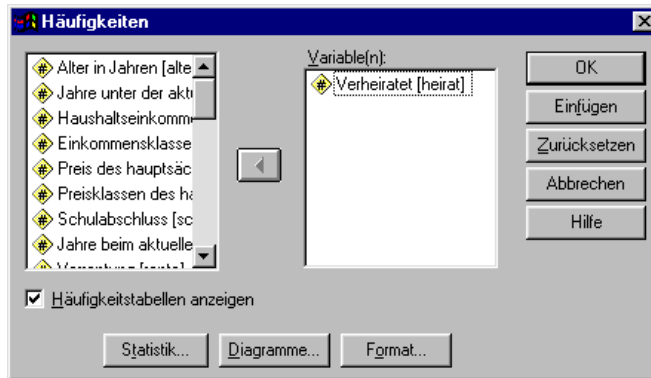 Häufigkeiten
Alter in Jahren [alte
Jahre unter der aktu
Haushaltseinkomm
Einkommensklasse
Preis des hauptsäc
Preisklassen des ha
Schulabschluss [sc
Jahre beim aktuelle
Variable(n):
Verheiratet [heirat]
OK
Einfügen
Zurücksetzen
Abbrechen
Hilfe
Häufigkeitstabellen anzeigen
Statistik...
Diagramme...
Format...